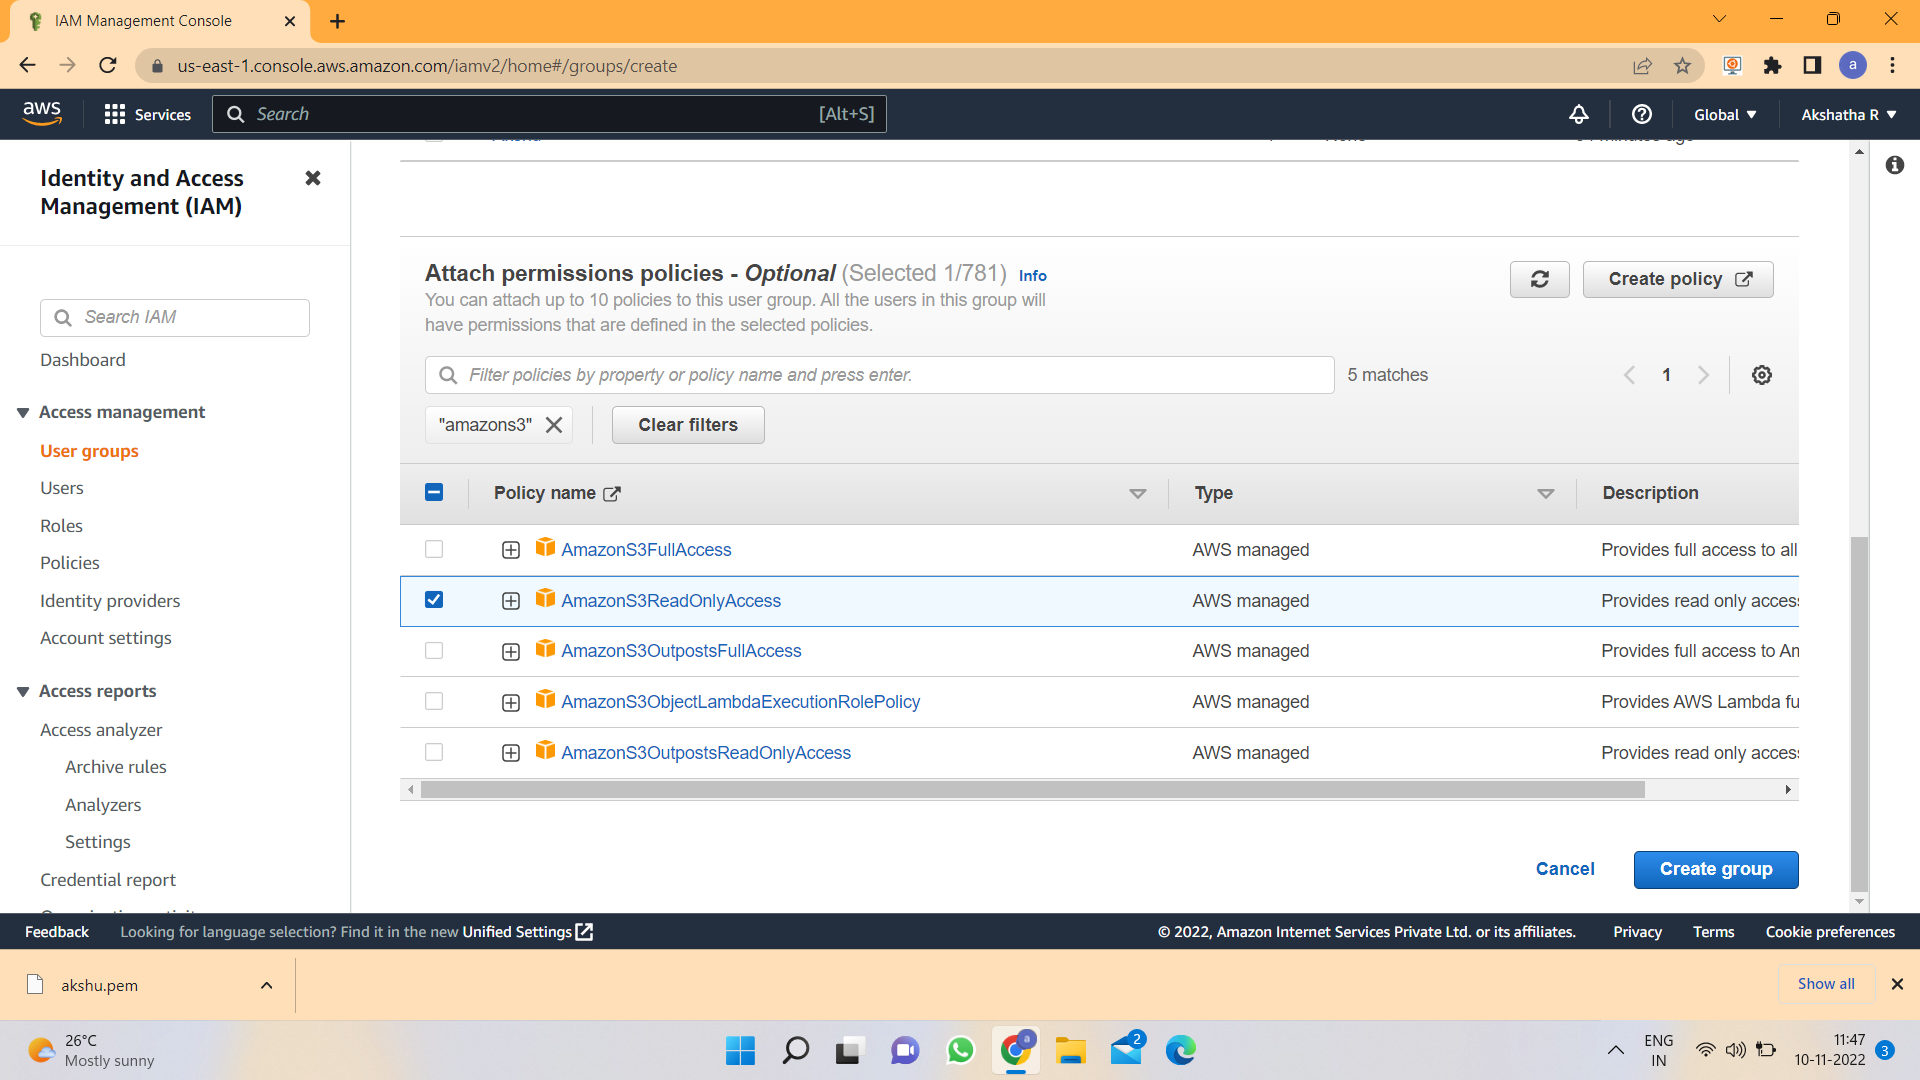 IAM Management Console
us-east-1.console.aws.amazon.com/iamv2/home#/groups/create
a
aws
Services
Search
[Alt+S]
Global
Akshatha R
Identity and Access
Management (IAM)
Search IAM
Dashboard
Access management
User groups
Users
Roles
Policies
Identity providers
Account settings
Access reports
Access analyzer
Archive rules
Analyzers
Settings
Credential report
Attach permissions policies - Optional (Selected 1/781) Info
You can attach up to 10 policies to this user group. All the users in this group will
have permissions that are defined in the selected policies.
Create policy
Filter policies by property or policy name and press enter.
5 matches
1
"amazons3"
Clear filters
Policy name
Type
Description
AmazonS3FullAccess
AWS managed
Provides full access to all
AmazonS3ReadOnlyAccess
AWS managed
Provides read only access
AmazonS3OutpostsFullAccess
AWS managed
Provides full access to Am
AmazonS3ObjectLambdaExecutionRolePolicy
AWS managed
Provides AWS Lambda fu
AmazonS3OutpostsReadOnlyAccess
AWS managed
Provides read only access
Cancel
Create group
Feedback
Looking for language selection? Find it in the new Unified Settings
© 2022, Amazon Internet Services Private Ltd. or its affiliates.
Privacy
Terms
Cookie preferences
akshu.pem
Show all
26°C
Mostly sunny
a
2
ENG
IN
11:47
10-11-2022
3